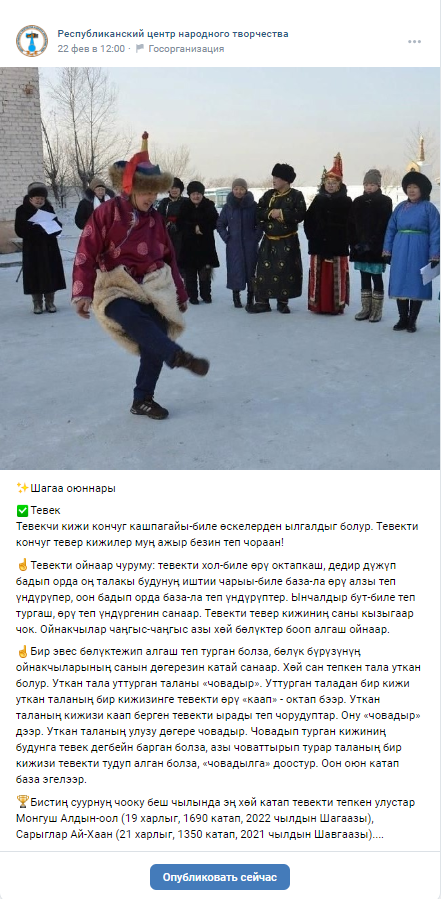 Республиканский центр народного творчества
22 фев в 12:00 · Госорганизация
✨Шагаа оюннары
✅Тевек
Тевекчи кижи кончуг кашпагайы-биле өскелерден ылгалдыг болур. Тевекти
кончуг тевер кижилер муң ажыр безин теп чораан!
☝Тевекти ойнаар чуруму: тевекти хол-биле өрү октапкаш, дедир дүжүп
бадып орда оң талакы будунуң иштии чарыы-биле база-ла өрү алзы теп
үндүрүпер, оон бадып орда база-ла теп үндүрүптер. Ынчалдыр бут-биле теп
тургаш, өрү теп үндүргенин санаар. Тевекти тевер кижиниң саны кызыгаар
чок. Ойнакчылар чаңгыс-чаңгыс азы хөй бөлүктер бооп алгаш ойнаар.
☝Бир эвес бөлүктежип алгаш теп турган болза, бөлүк бүрүзүнүң
ойнакчыларының санын дөгерезин катай санаар. Хөй сан тепкен тала уткан
болур. Уткан тала уттурган таланы «човадыр». Уттурган таладан бир кижи
уткан таланың бир кижизинге тевекти өрү «каап» - октап бээр. Уткан
таланың кижизи каап берген тевекти ырады теп чорудуптар. Ону «човадыр»
дээр. Уткан таланың улузу дөгере човадыр. Човадып турган кижиниң
будунга тевек дегбейн барган болза, азы човаттырып турар таланың бир
кижизи тевекти тудуп алган болза, «човадылга» доостур. Оон оюн катап
база эгелээр.
🏆Бистиң суурнуң чооку беш чылында эң хөй катап тевекти тепкен улустар
Монгуш Алдын-оол (19 харлыг, 1690 катап, 2022 чылдын Шагаазы),
Сарыглар Ай-Хаан (21 харлыг, 1350 катап, 2021 чылдын Шавгаазы)....
Опубликовать сейчас